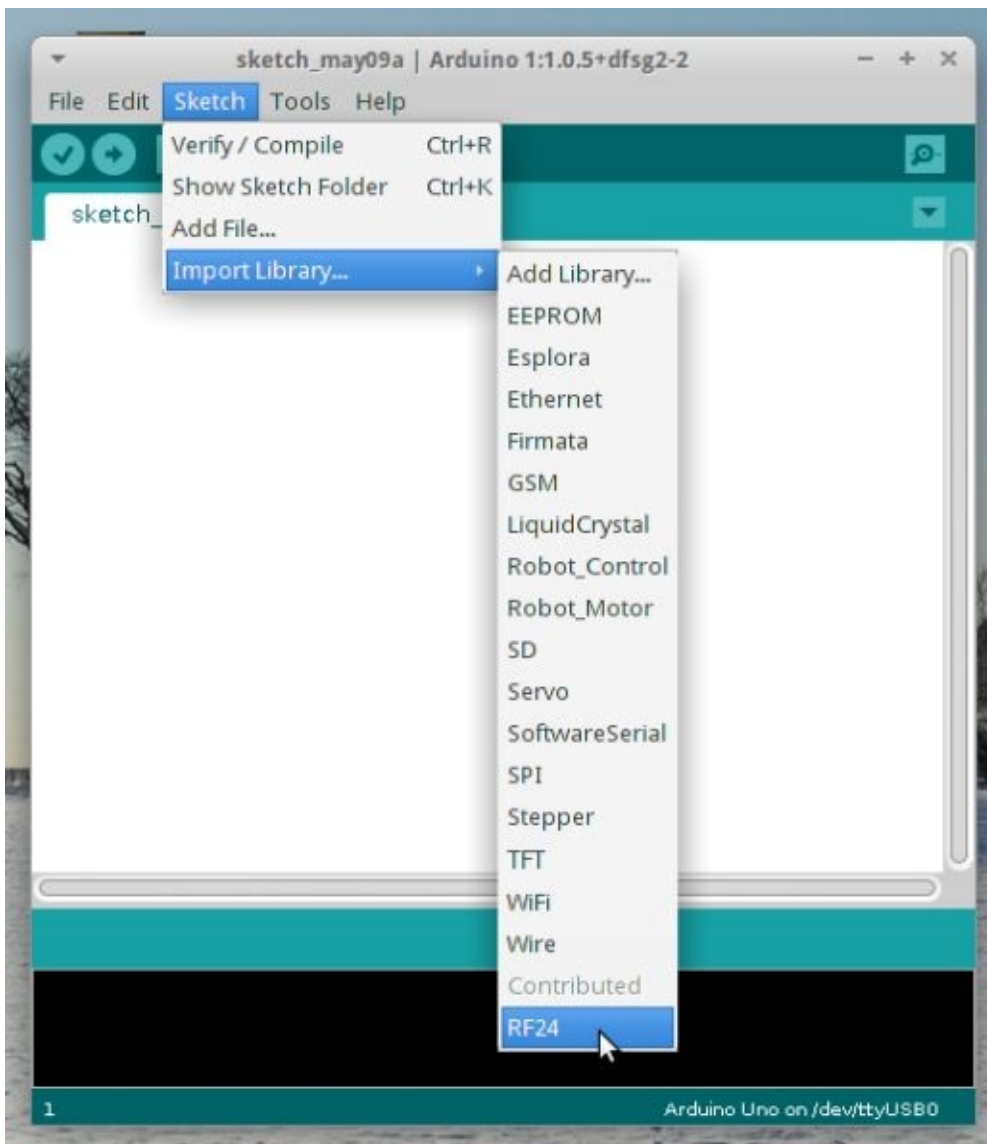 sketch_may09a | Arduino 1:1.0.5+dfsg2-2
File Edit Sketch Tools Help
Verify / Compile Ctrl+R
Show Sketch Folder Ctrl+K
sketch_
Add File...
Import Library...
Add Library...
EEPROM
Esplora
Ethernet
Firmata
GSM
LiquidCrystal
Robot_Control
Robot_Motor
SD
Servo
SoftwareSerial
SPI
Stepper
TFT
WiFi
Wire
Contributed
RF24
1 Arduino Uno on /dev/ttyUSB0